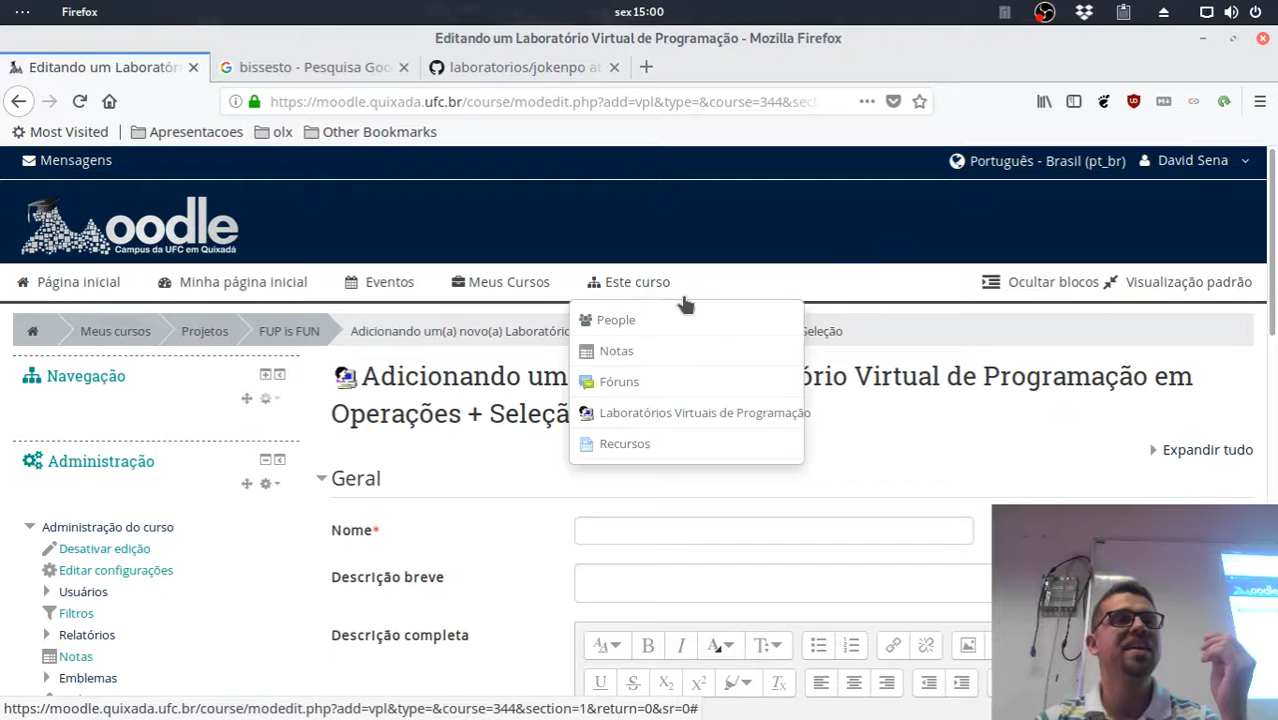 Firefox
sex15:00
Editando um Laboratório Virtual de Programação - Mozilla Firefox
Editando um Laboratóri
bissesto - Pesquisa Goo
laboratorios/jokenpo at
https://moodle.quixada.ufc.br/course/modedit.php?add=vpl&type=&course=344&sect
Most Visited
Apresentacoes
olx
Other Bookmarks
Mensagens
Português - Brasil (pt_br)
David Sena
moodle
Campus da UFC em Quixadá
Página inicial
Minha página inicial
Eventos
Meus Cursos
Este curso
Ocultar blocos
Visualização padrão
People
Notas
Fóruns
Laboratórios Virtuais de Programação
Recursos
Meus cursos
Projetos
FUP is FUN
Adicionando um(a) novo(a) Laboratóri
Seleção
Navegação
Adicionando um
ório Virtual de Programação em
Operações + Seleçã
Expandir tudo
Administração
Geral
Nome*
Descrição breve
Descrição completa
Administração do curso
Desativar edição
Editar configurações
Usuários
Filtros
Relatórios
Notas
Emblemas
https://moodle.quixada.ufc.br/course/modedit.php?add=vpl&type=&course=344&section=1&return=0&sr=0#